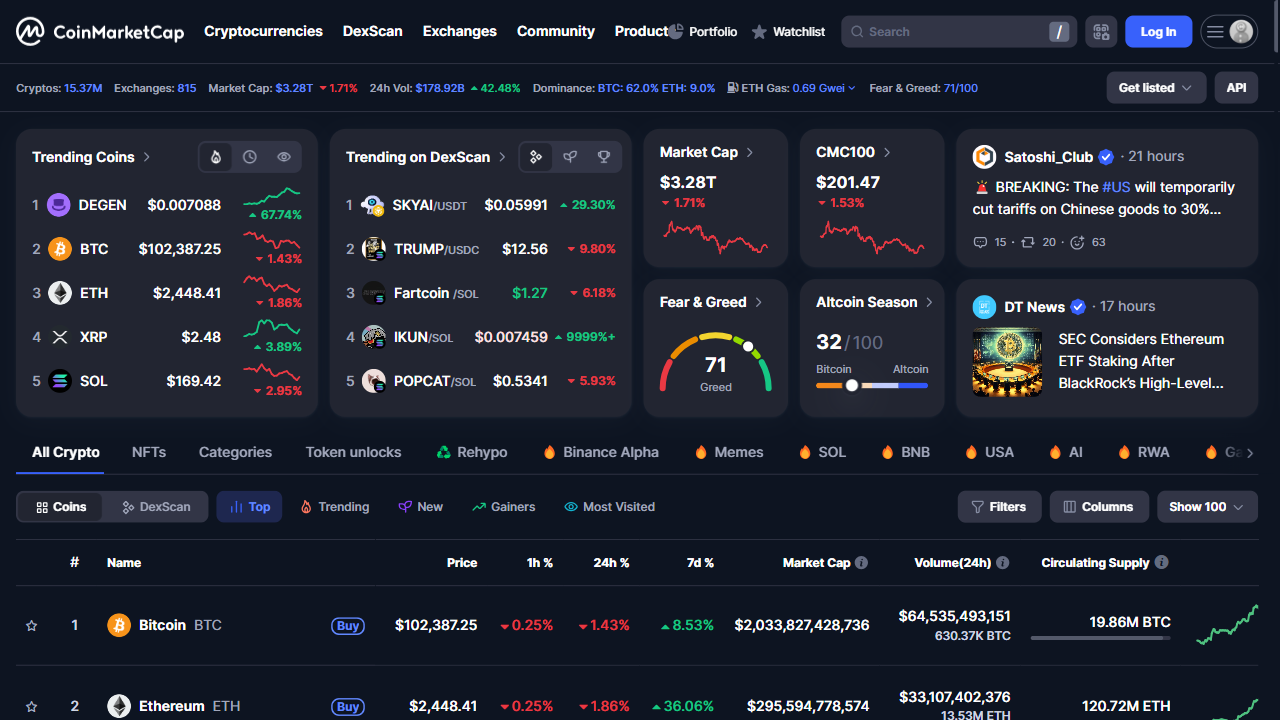 CoinMarketCap Cryptocurrencies DexScan Exchanges Community Product Portfolio Watchlist Search / Log In
Cryptos: 15.37M Exchanges: 815 Market Cap: $3.28T 1.71% 24h Vol: $178.92B 42.48% Dominance: BTC: 62.0% ETH: 9.0% ETH Gas: 0.69 Gwei Fear & Greed: 71/100 Get listed API
Trending Coins
1 DEGEN $0.007088 67.74%
2 BTC $102,387.25 1.43%
3 ETH $2,448.41 1.86%
4 XRP $2.48 3.89%
5 SOL $169.42 2.95%
Trending on DexScan
1 SKYAI/USDT $0.05991 29.30%
2 TRUMP/USDC $12.56 9.80%
3 Fartcoin /SOL $1.27 6.18%
4 IKUN/SOL $0.007459 9999%+
5 POPCAT/SOL $0.5341 5.93%
Market Cap
$3.28T
1.71%
CMC100
$201.47
1.53%
Fear & Greed
71
Greed
Altcoin Season
32/100
Bitcoin Altcoin
Satoshi_Club · 21 hours
🚨 BREAKING: The #US will temporarily
cut tariffs on Chinese goods to 30%...
15 · 20 · 63
DT News · 17 hours
SEC Considers Ethereum
ETF Staking After
BlackRock's High-Level...
All Crypto NFTs Categories Token unlocks Rehypo Binance Alpha Memes SOL BNB USA AI RWA
Coins DexScan Top Trending New Gainers Most Visited Filters Columns Show 100
# Name Price 1h % 24h % 7d % Market Cap Volume(24h) Circulating Supply
1 Bitcoin BTC Buy $102,387.25 0.25% 1.43% 8.53% $2,033,827,428,736 $64,535,493,151 19.86M BTC
630.37K BTC
2 Ethereum ETH Buy $2,448.41 0.25% 1.86% 36.06% $295,594,778,574 $33,107,402,376 120.72M ETH
13.53M ETH